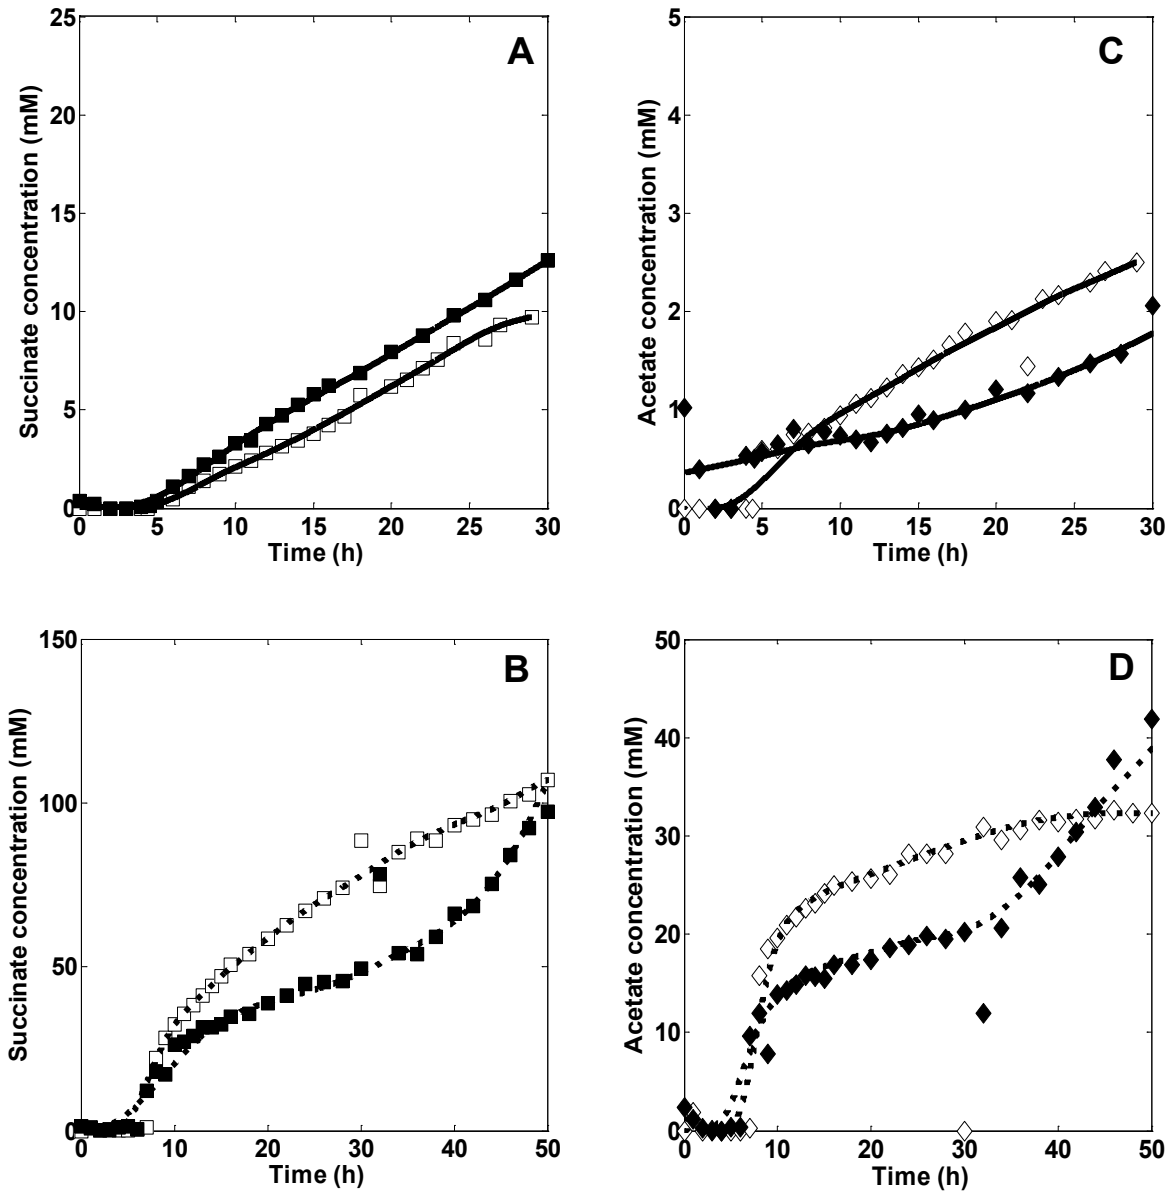 A
Succinate concentration (mM)
25
20
15
10
5
0
0 5 10 15 20 25 30
Time (h)
C
Acetate concentration (mM)
5
4
3
2
1
0
0 5 10 15 20 25 30
Time (h)
B
Succinate concentration (mM)
150
100
50
0
0 10 20 30 40 50
Time (h)
D
Acetate concentration (mM)
50
40
30
20
10
0
0 10 20 30 40 50
Time (h)